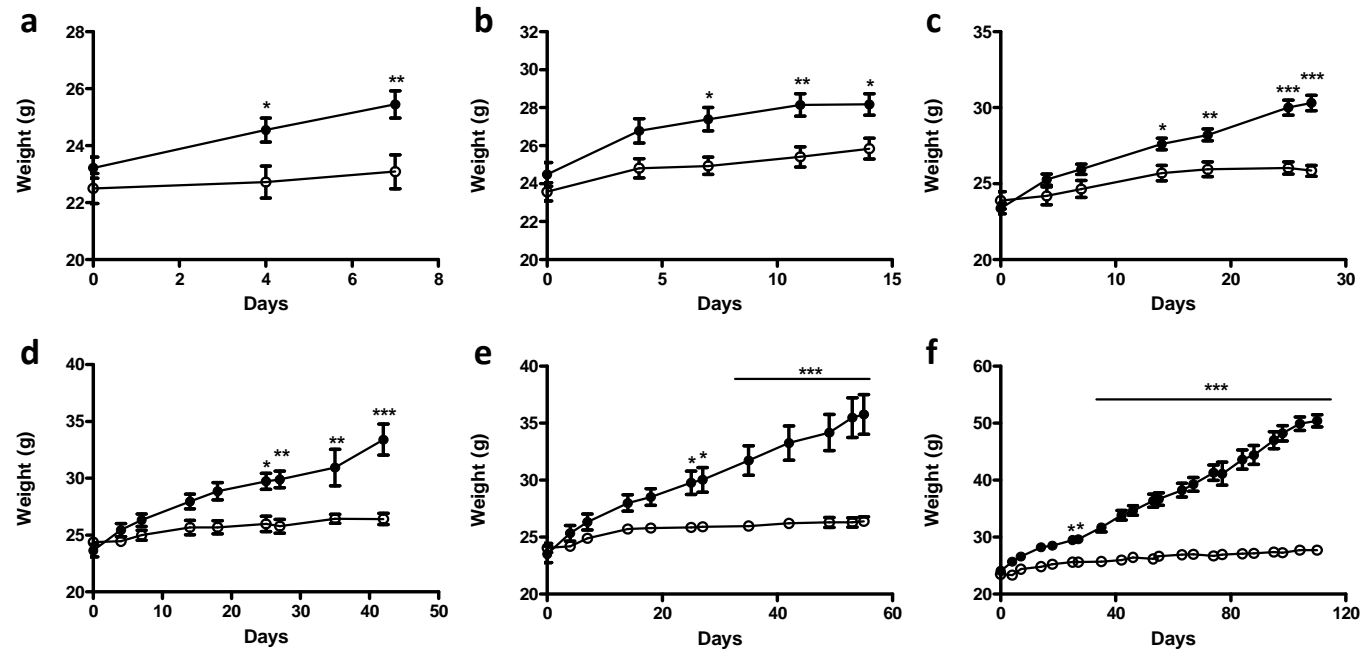 a
Weight (g)
28
26
24
22
20
* **
0 2 4 6 8
Days
b
Weight (g)
32
30
28
26
24
22
20
* ** *
0 5 10 15
Days
c
Weight (g)
35
30
25
20
* ** *** ***
0 10 20 30
Days
d
Weight (g)
40
35
30
25
20
* ** ** ***
0 10 20 30 40 50
Days
e
Weight (g)
40
35
30
25
20
***
* *
0 20 40 60
Days
f
Weight (g)
60
50
40
30
20
***
* *
0 40 80 120
Days